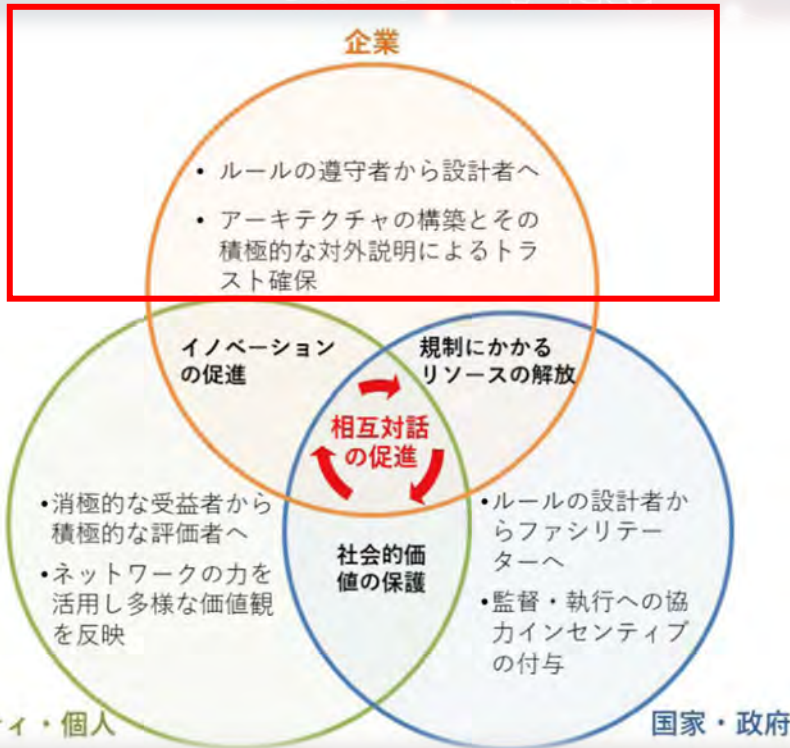 企業
• ルールの遵守者から設計者へ
• アーキテクチャの構築とその
積極的な対外説明によるトラ
スト確保
イノベーション
の促進
規制にかかる
リソースの解放
相互対話
の促進
•消極的な受益者から
積極的な評価者へ
•ネットワークの力を
活用し多様な価値観
を反映
社会的価
値の保護
•ルールの設計者か
らファシリテー
ターへ
•監督・執行への協
力インセンティブ
の付与
ィ・個人
国家・政府